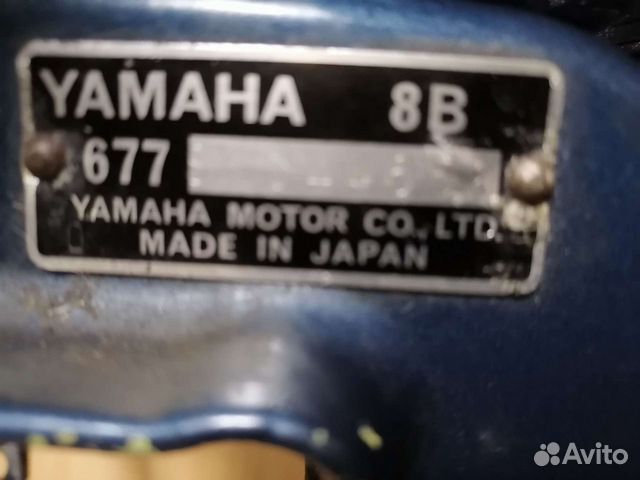 YAMAHA 8B
677
YAMAHA MOTOR CO., LTD.
MADE IN JAPAN
Avito